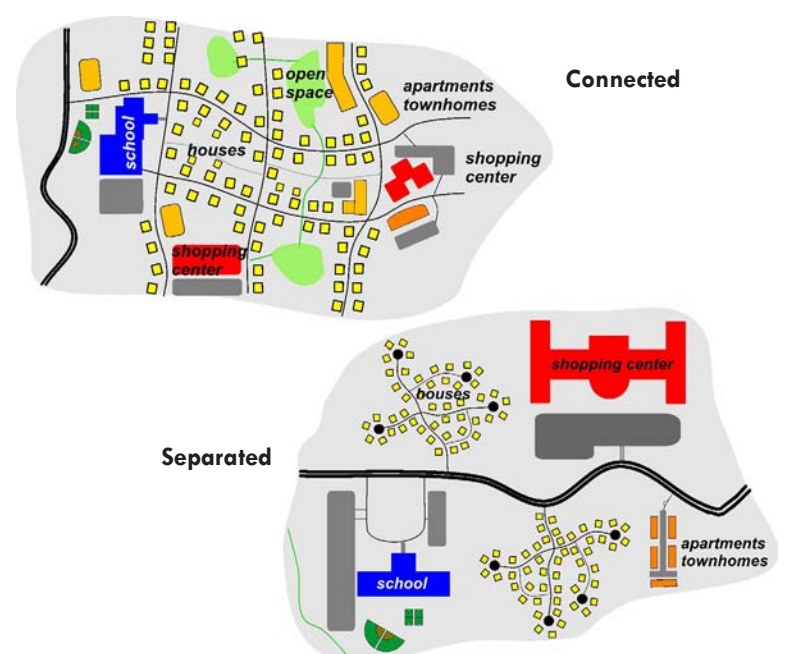 Connected
open
space
apartments
townhomes
school
houses
shopping
center
shopping
center
Separated
houses
shopping center
school
apartments
townhomes